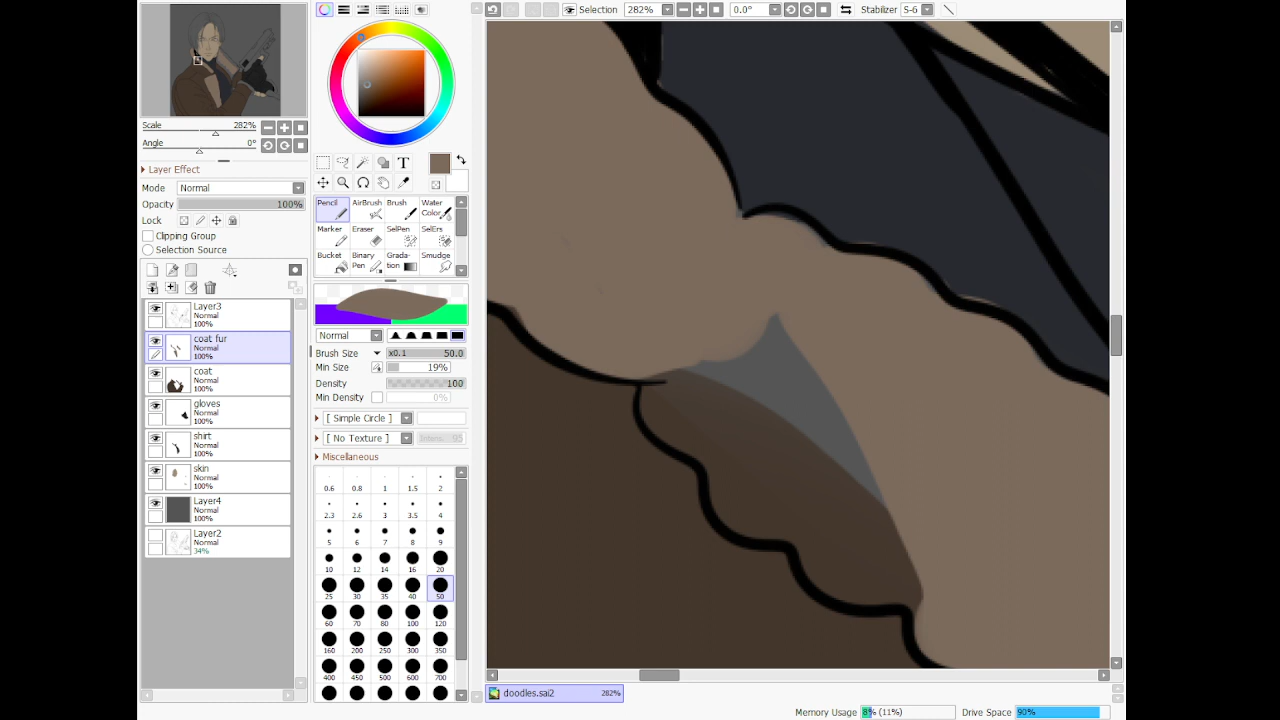 Selection
282%
0.0°
Stabilizer
S-6
Scale
282%
Angle
0°
Layer Effect
Mode
Normal
Opacity
100%
Lock
Clipping Group
Selection Source
Layer3
Normal
100%
coat fur
Normal
100%
coat
Normal
100%
gloves
Normal
100%
shirt
Normal
100%
skin
Normal
100%
Layer4
Normal
100%
Layer2
Normal
34%
T
Pencil
AirBrush
Brush
Water
Color
Marker
Eraser
SelPen
SelErs
Bucket
Binary
Pen
Grada-
tion
Smudge
Normal
Brush Size
x0.1
50.0
Min Size
19%
Density
100
Min Density
0%
[ Simple Circle ]
[ No Texture ]
Intens.
95
Miscellaneous
0.6 0.8 1 1.5 2
2.3 2.6 3 3.5 4
5 6 7 8 9
10 12 14 16 20
25 30 35 40 50
60 70 80 100 120
160 200 250 300 350
400 450 500 600 700
doodles.sai2
282%
Memory Usage
8% (11%)
Drive Space
90%